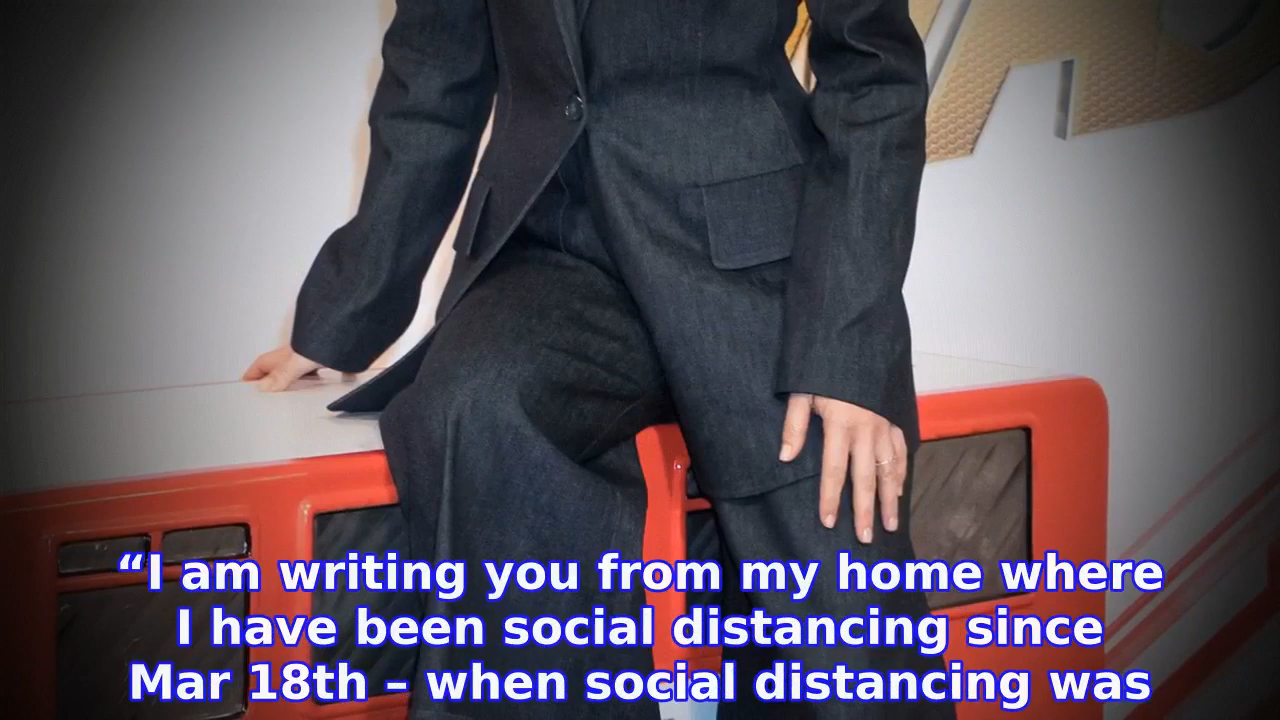 “I am writing you from my home where
I have been social distancing since
Mar 18th – when social distancing was